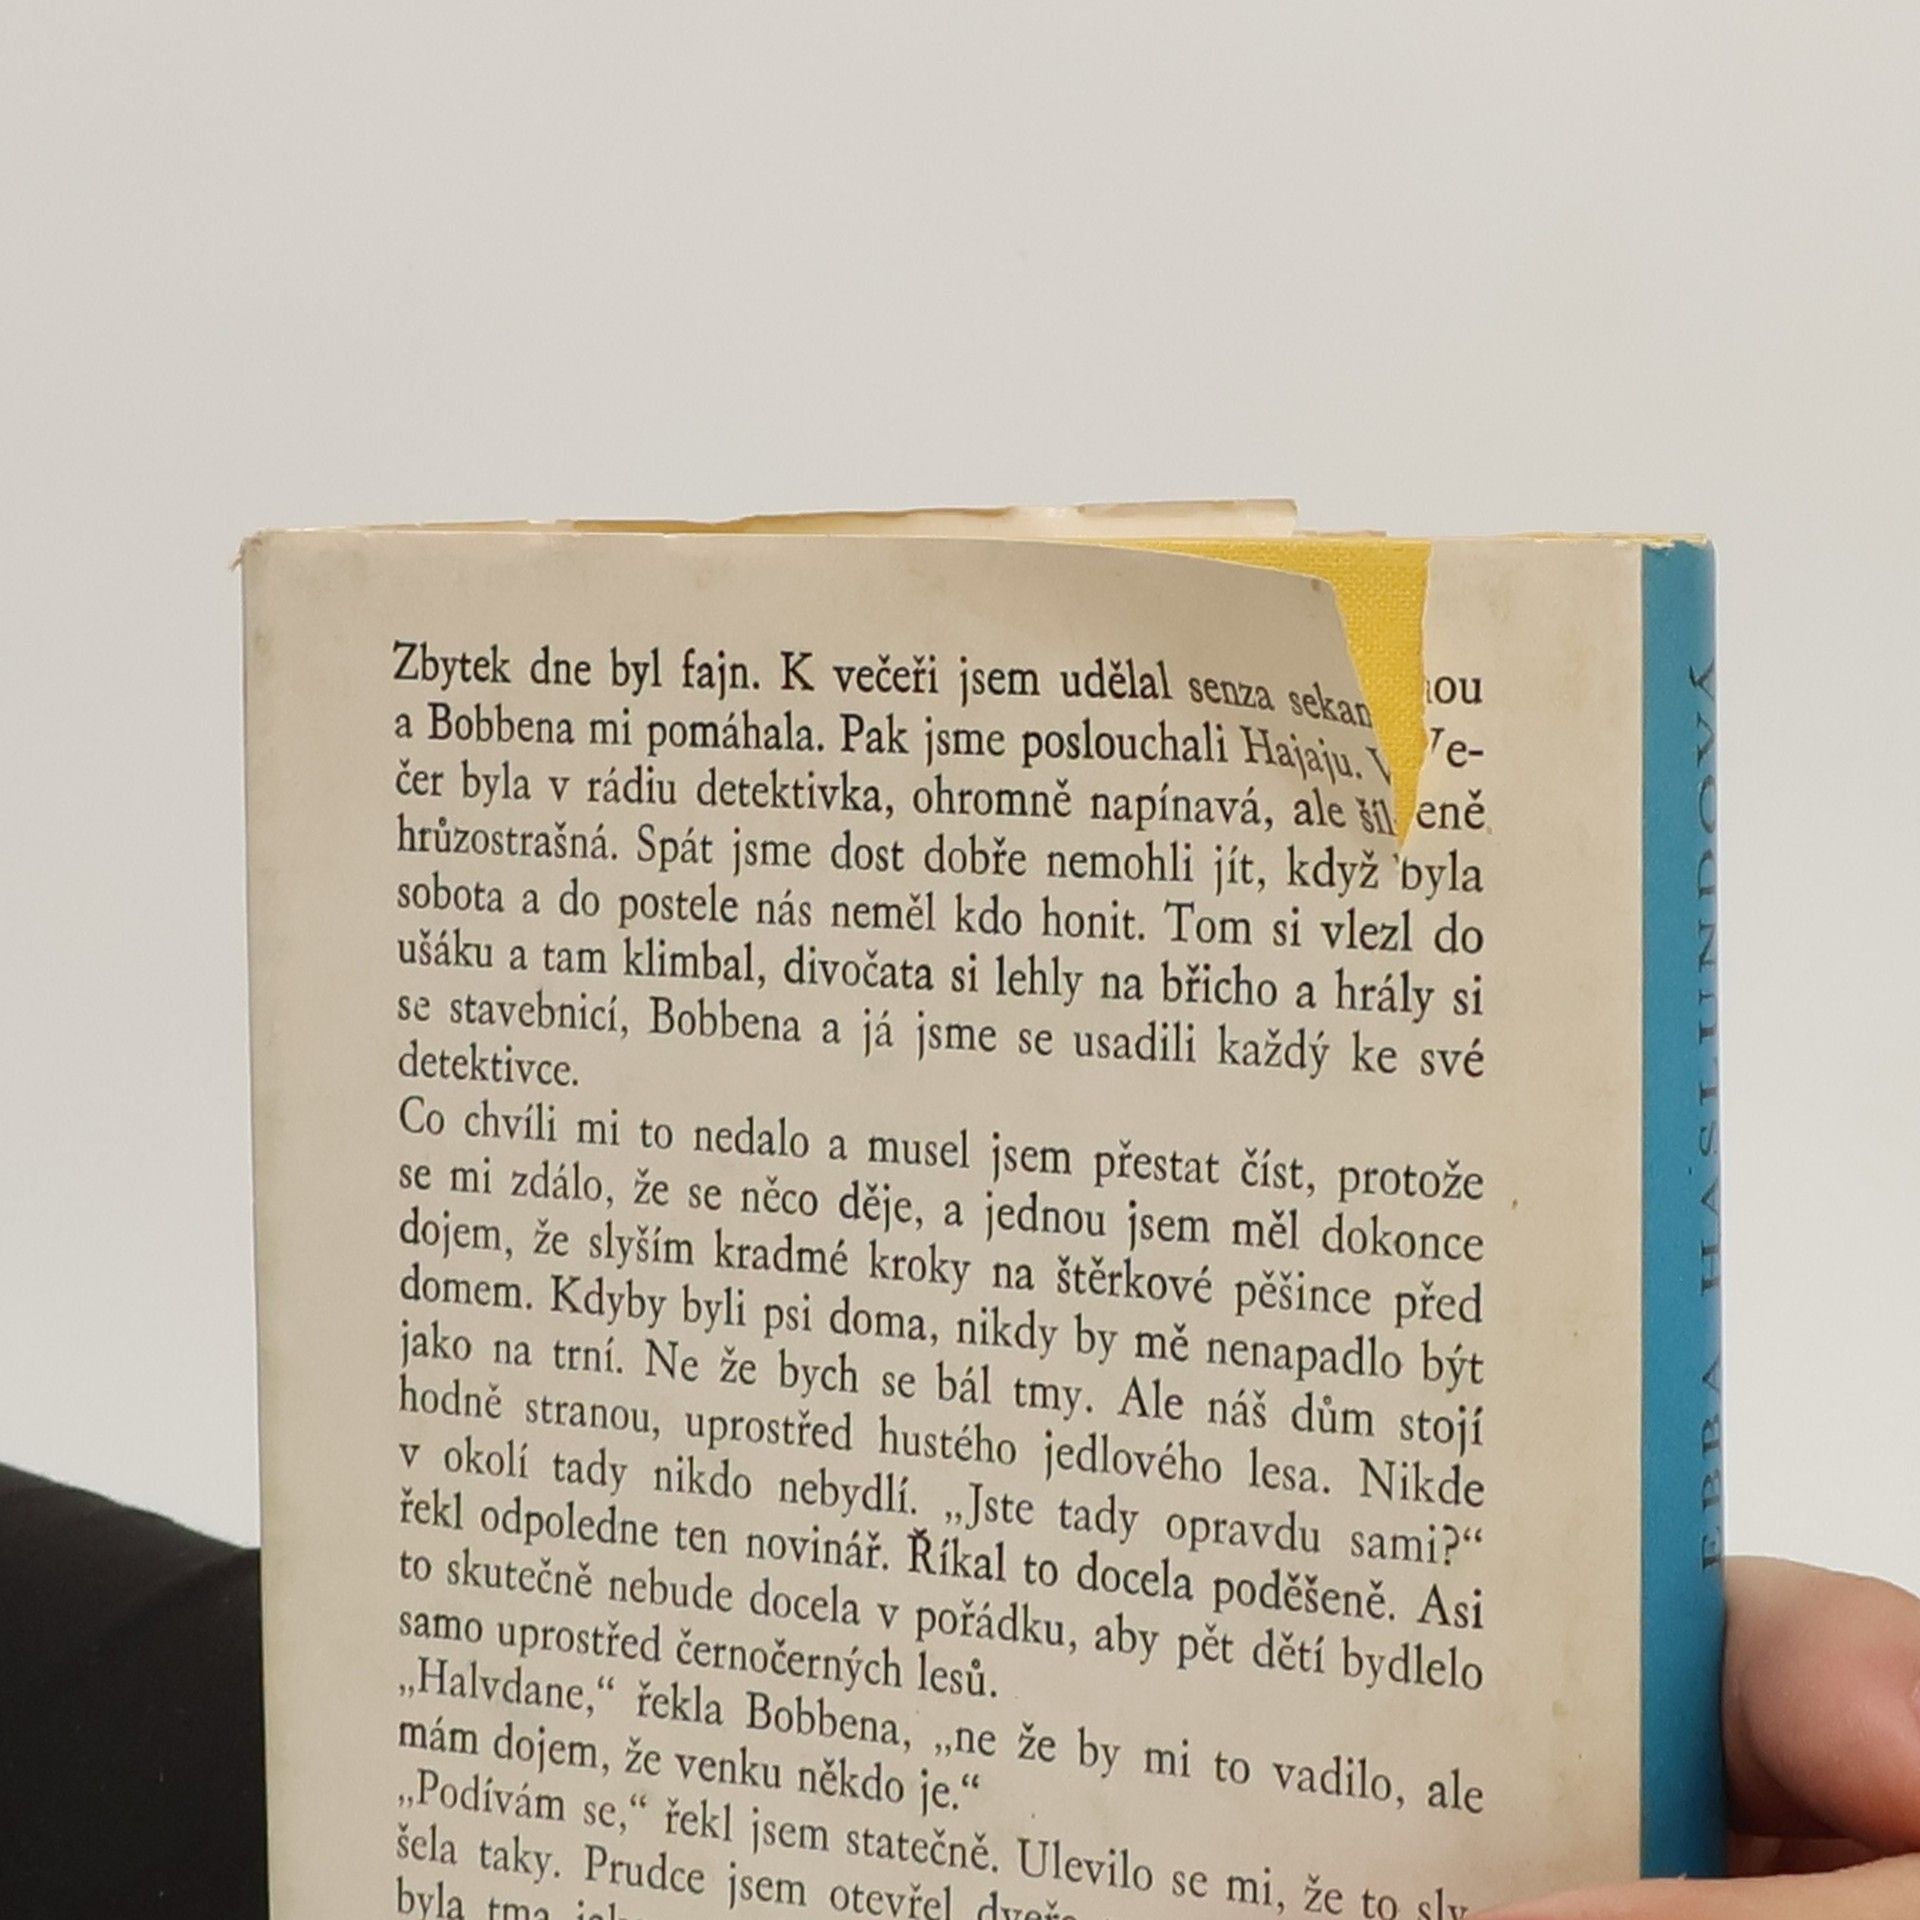 Zbytek dne byl fajn. K večeři jsem udělal senza
a Bobbena mi pomáhala. Pak jsme poslouchali Hajaju. Ve-
čer byla v rádiu detektivka, ohromně napínavá, ale
hrůzostrašná. Spát jsme dost dobře nemohli jít, když byla
sobota a do postele nás neměl kdo honit. Tom si vlezl do
ušáku a tam klimbal, divočata si lehly na břicho a hrály si
se stavebnicí, Bobbena a já jsme se usadili každý ke své
detektivce.
Co chvíli mi to nedalo a musel jsem přestat číst, protože
se mi zdálo, že se něco děje, a jednou jsem měl dokonce
dojem, že slyším kradmé kroky na štěrkové pěšince před
domem. Kdyby byli psi doma, nikdy by mě nenapadlo být
jako na trní. Ne že bych se bál tmy. Ale náš dům stojí
hodně stranou, uprostřed hustého jedlového lesa. Nikde
v okolí tady nikdo nebydlí. „Jste tady opravdu sami?“
řekl odpoledne ten novinář. Říkal to docela poděšeně. Asi
to skutečně nebude docela v pořádku, aby pět dětí bydlelo
samo uprostřed černočerných lesů.
„Halvdane,“ řekla Bobbena, „ne že by mi to vadilo, ale
mám dojem, že venku někdo je.“
„Podívám se,“ řekl jsem statečně. Ulevilo se mi, že to sly-
šela taky. Prudce jsem otevřel
byla tma
EBBA HASLUNDOVÁ